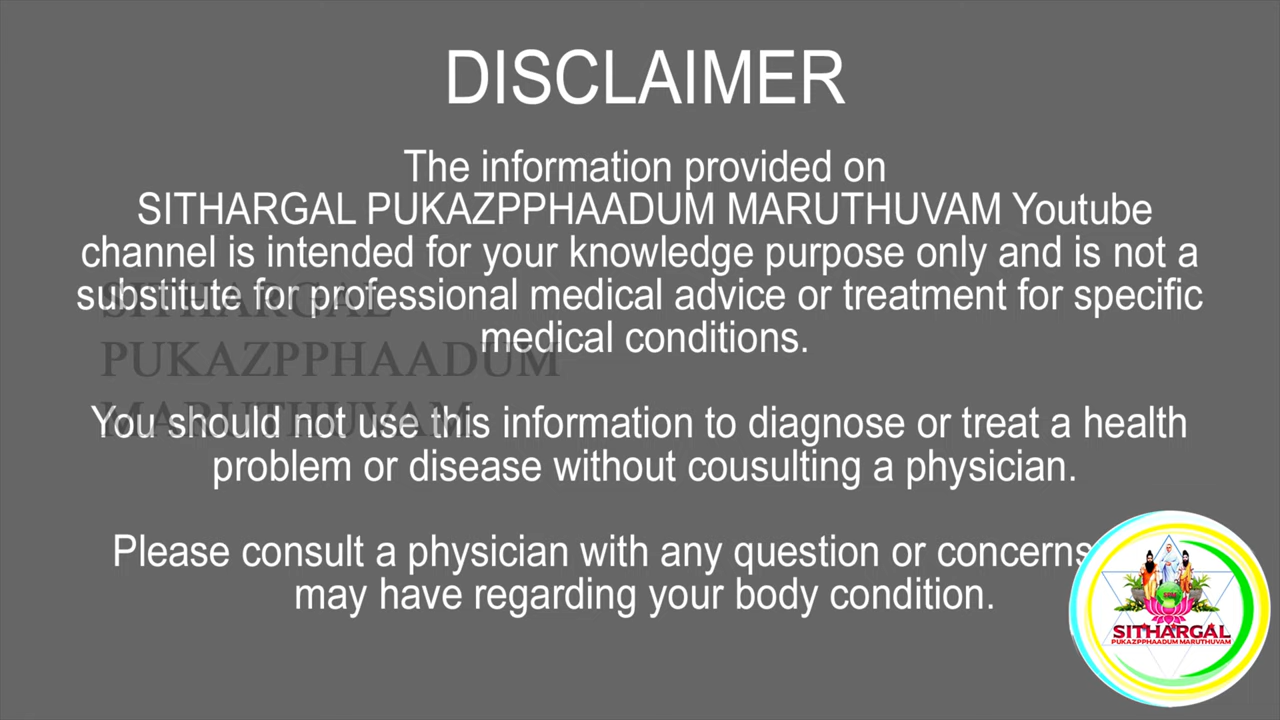 DISCLAIMER
The information provided on
SITHARGAL PUKAZPPHAADUM MARUTHUVAM Youtube
channel is intended for your knowledge purpose only and is not a
substitute for professional medical advice or treatment for specific
medical conditions.
SITHARGAL
PUKAZPPHAADUM
MARUTHUVAM
You should not use this information to diagnose or treat a health
problem or disease without cousulting a physician.
Please consult a physician with any question or concerns
may have regarding your body condition.
SITHARGAL
PUKAZPPHAADUM MARUTHUVAM